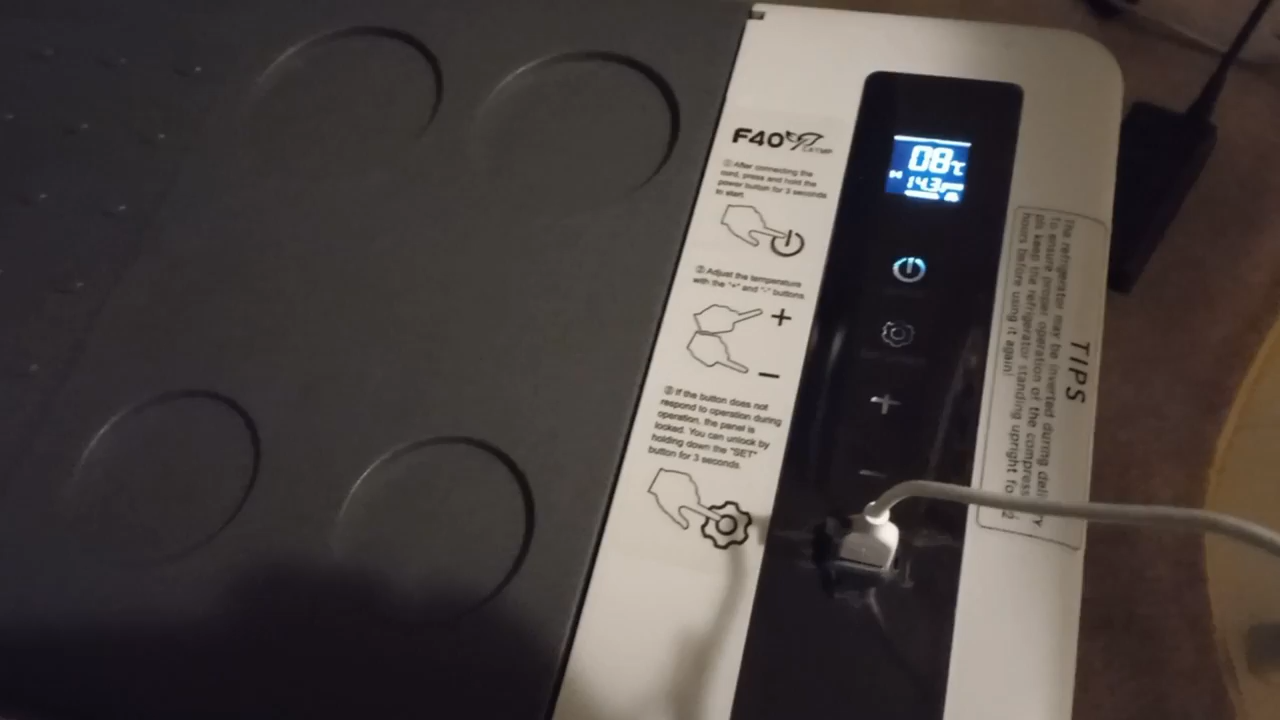 F40
① After connecting the
cord, press and hold the
power button for 3 seconds
to start.
② Adjust the temperature
with the "+" and "-" buttons.
+
−
③ If the button does not
respond to operation during
operation, the panel is
locked. You can unlock by
holding down the "SET"
button for 3 seconds.
08℃
14.3
+
−
TIPS
The refrigerator may be inverted during delivery
To ensure proper operation of the compress
pls keep the refrigerator standing upright for
hours before using it again!